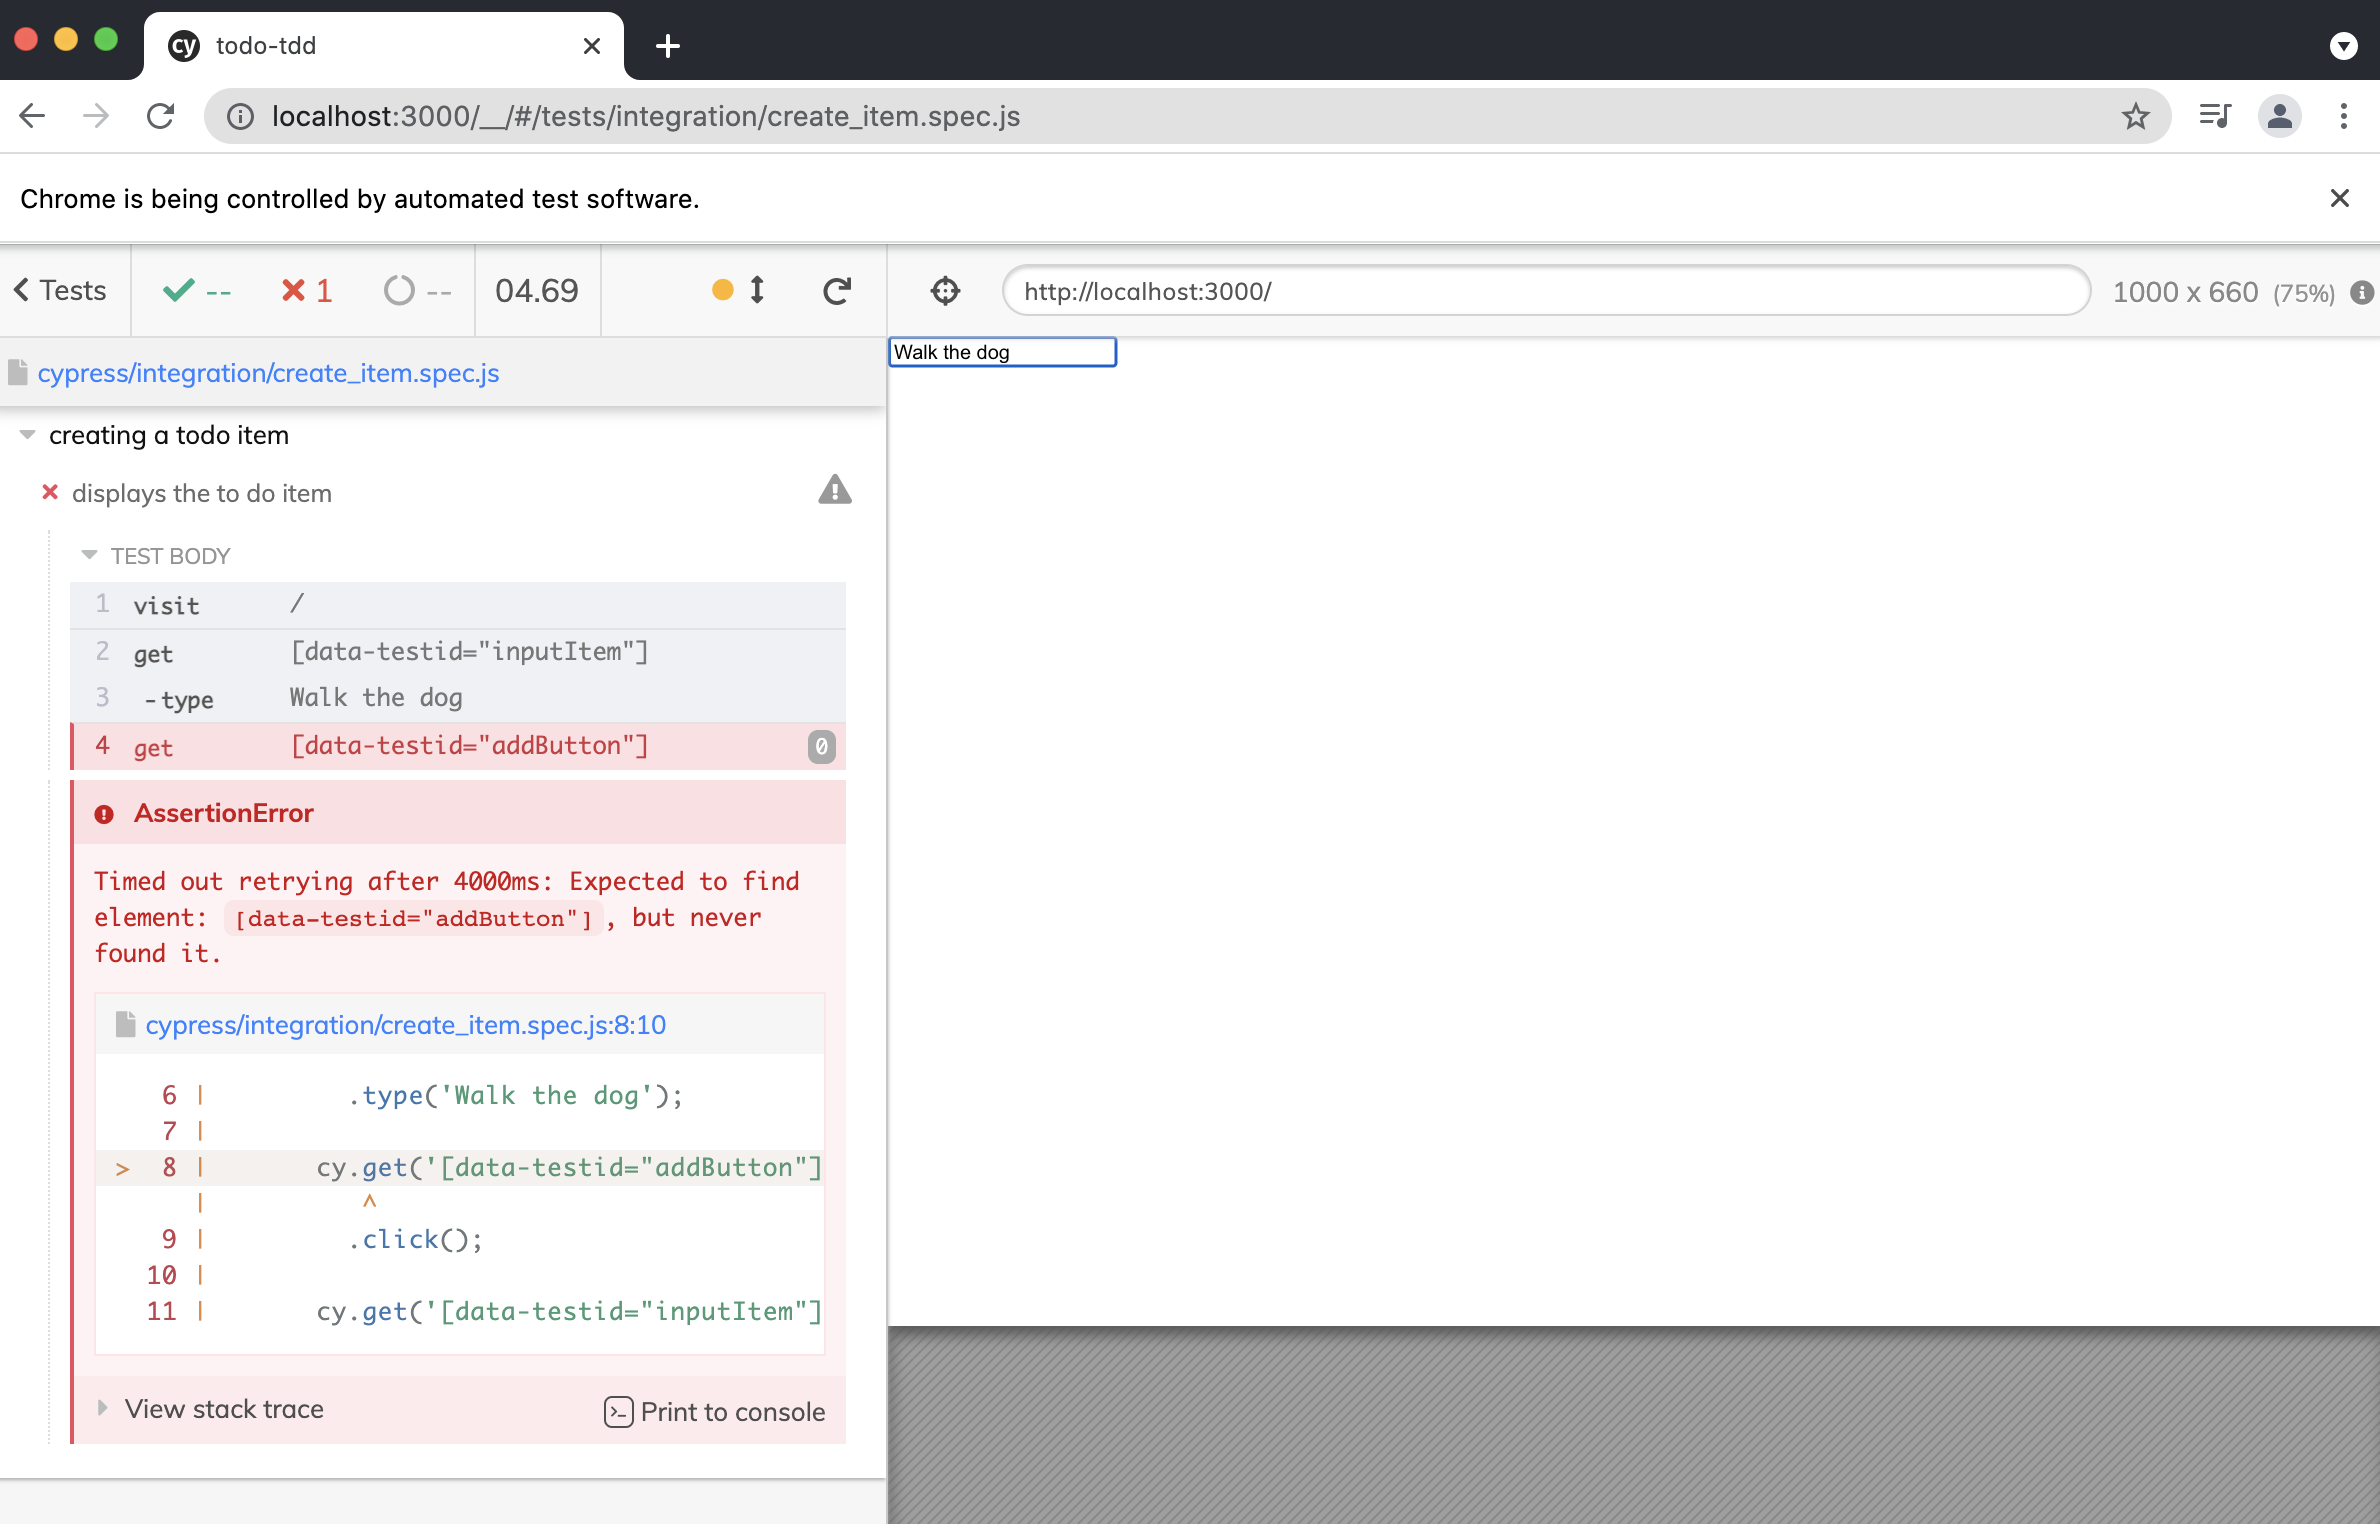 cy todo-tdd
localhost:3000/__/#/tests/integration/create_item.spec.js
Chrome is being controlled by automated test software.
Tests -- 1 -- 04.69
http://localhost:3000/ 1000 x 660 (75%)
cypress/integration/create_item.spec.js
Walk the dog
creating a todo item
displays the to do item
TEST BODY
1 visit /
2 get [data-testid="inputItem"]
3 -type Walk the dog
4 get [data-testid="addButton"] 0
AssertionError
Timed out retrying after 4000ms: Expected to find
element: [data-testid="addButton"], but never
found it.
cypress/integration/create_item.spec.js:8:10
6 | .type('Walk the dog');
7 |
> 8 | cy.get('[data-testid="addButton"]
| ^
9 | .click();
10 |
11 | cy.get('[data-testid="inputItem"]
View stack trace Print to console